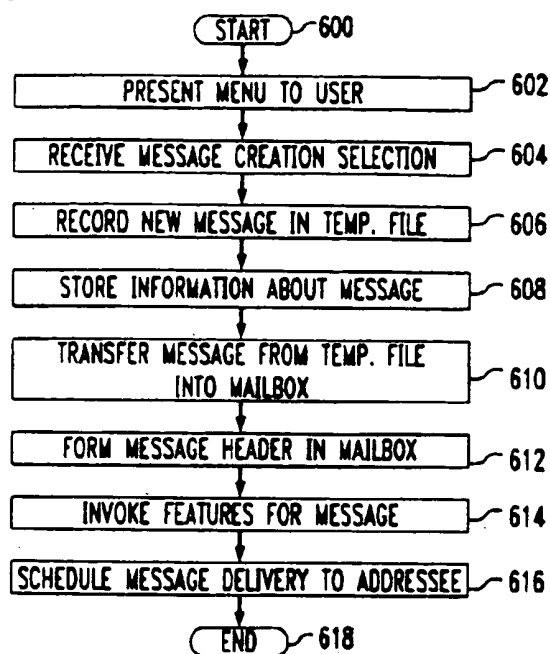 START 600
PRESENT MENU TO USER 602
RECEIVE MESSAGE CREATION SELECTION 604
RECORD NEW MESSAGE IN TEMP. FILE 606
STORE INFORMATION ABOUT MESSAGE 608
TRANSFER MESSAGE FROM TEMP. FILE
INTO MAILBOX 610
FORM MESSAGE HEADER IN MAILBOX 612
INVOKE FEATURES FOR MESSAGE 614
SCHEDULE MESSAGE DELIVERY TO ADDRESSEE 616
END 618